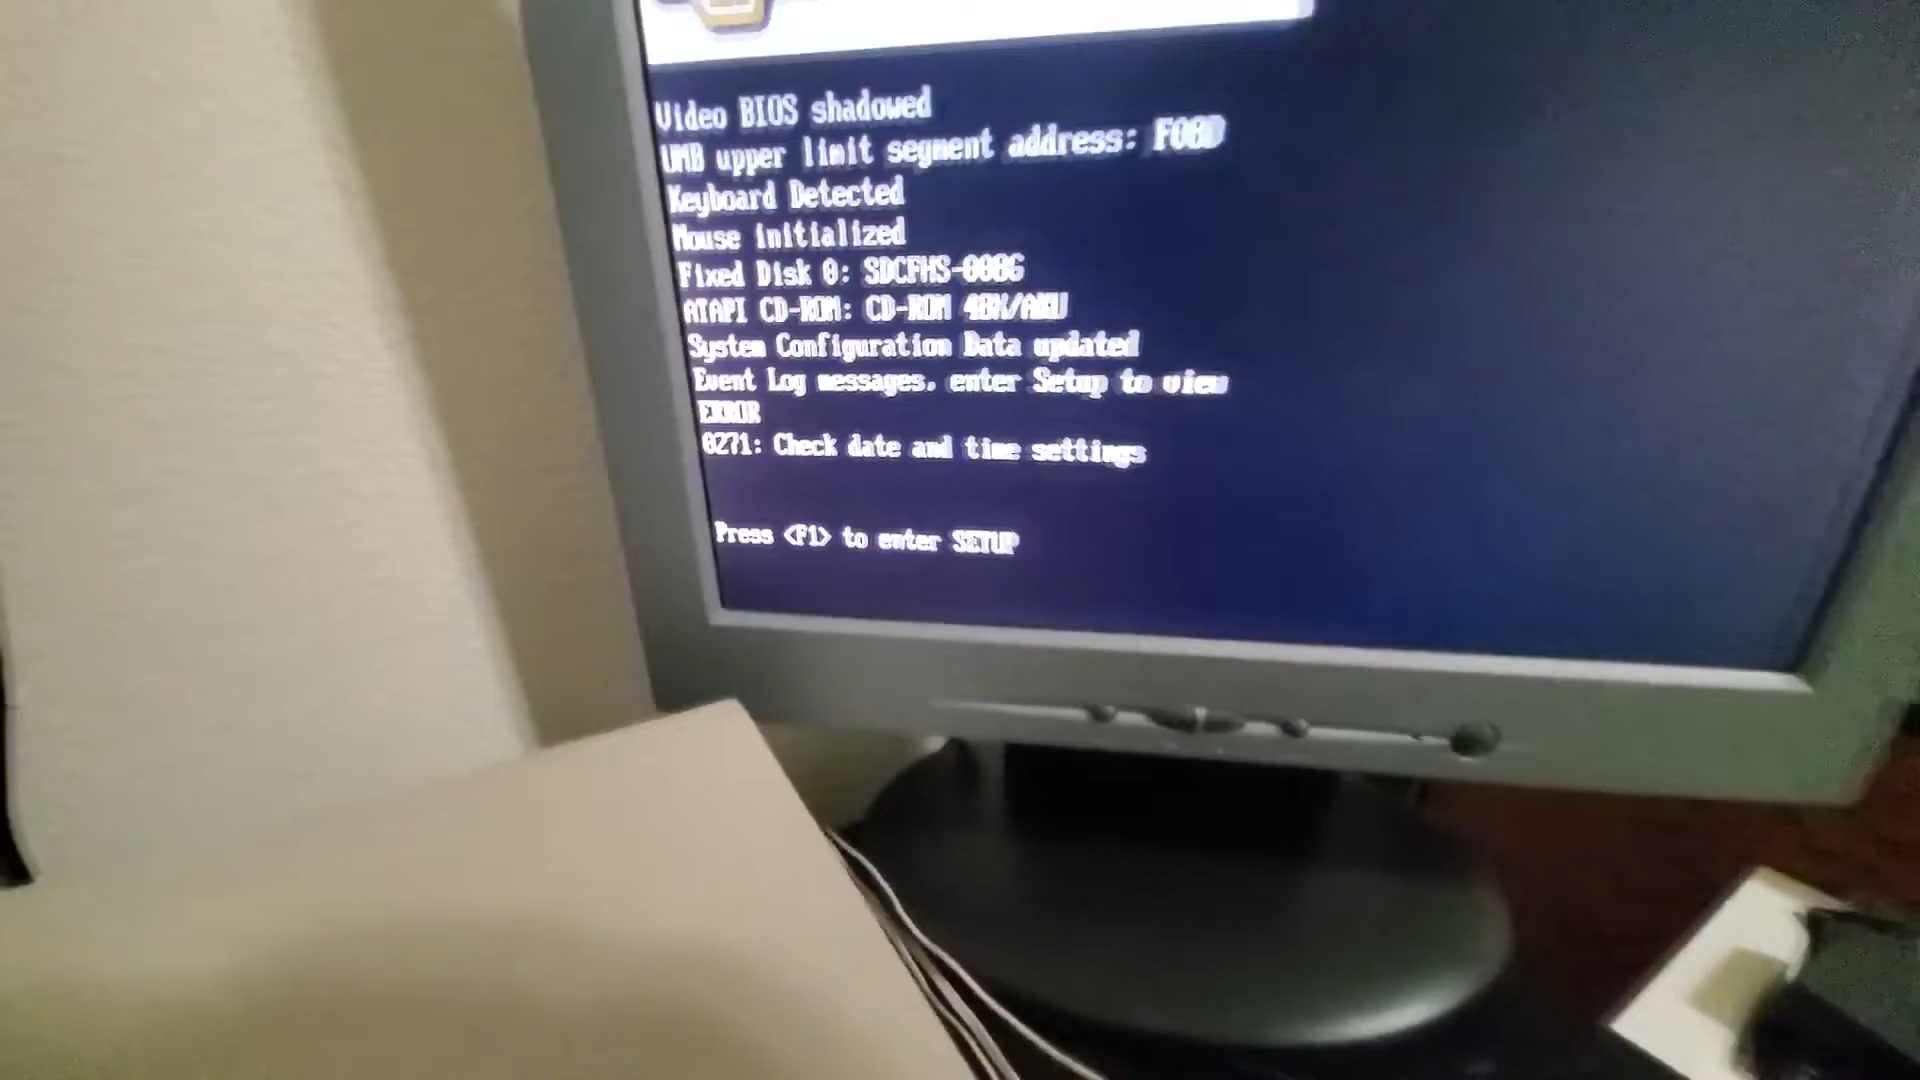 Video BIOS shadowed
UMB upper limit segment address:
Keyboard Detected
Mouse initialized
Fixed Disk 0: SDCFHS-008G
ATAPI CD-ROM: CD-ROM 48X/AKU
System Configuration Data updated
Event Log messages, enter Setup to view
ERROR
0271: Check date and time settings
Press <F1> to enter SETUP